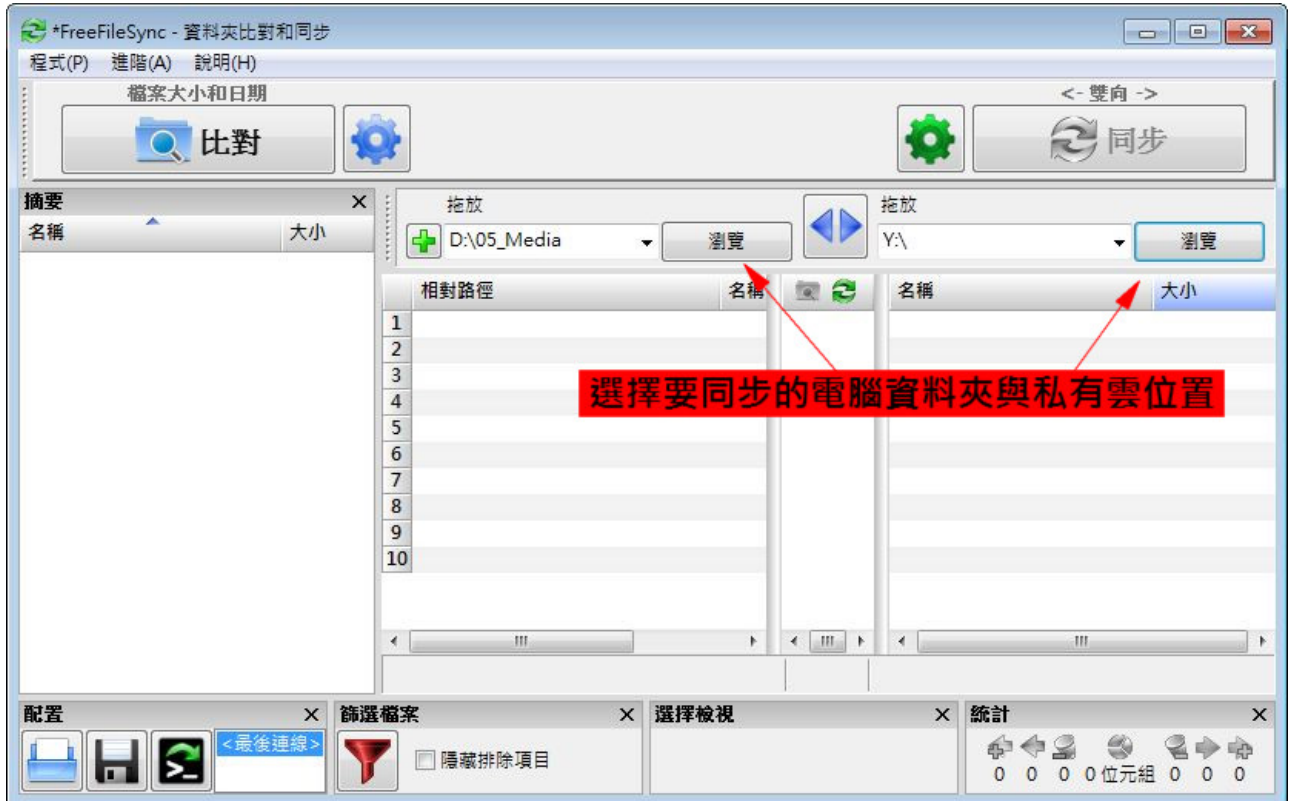 *FreeFileSync - 資料夾比對和同步
程式(P) 進階(A) 說明(H)
檔案大小和日期
<- 雙向 ->
比對
同步
摘要
名稱 大小
拖放
拖放
D:\05_Media 瀏覽
Y:\ 瀏覽
相對路徑 名稱
名稱 大小
1
2
3
4
5
6
7
8
9
10
選擇要同步的電腦資料夾與私有雲位置
配置
<最後連線>
篩選檔案
隱藏排除項目
選擇檢視
統計
0 0 0 0位元組 0 0 0